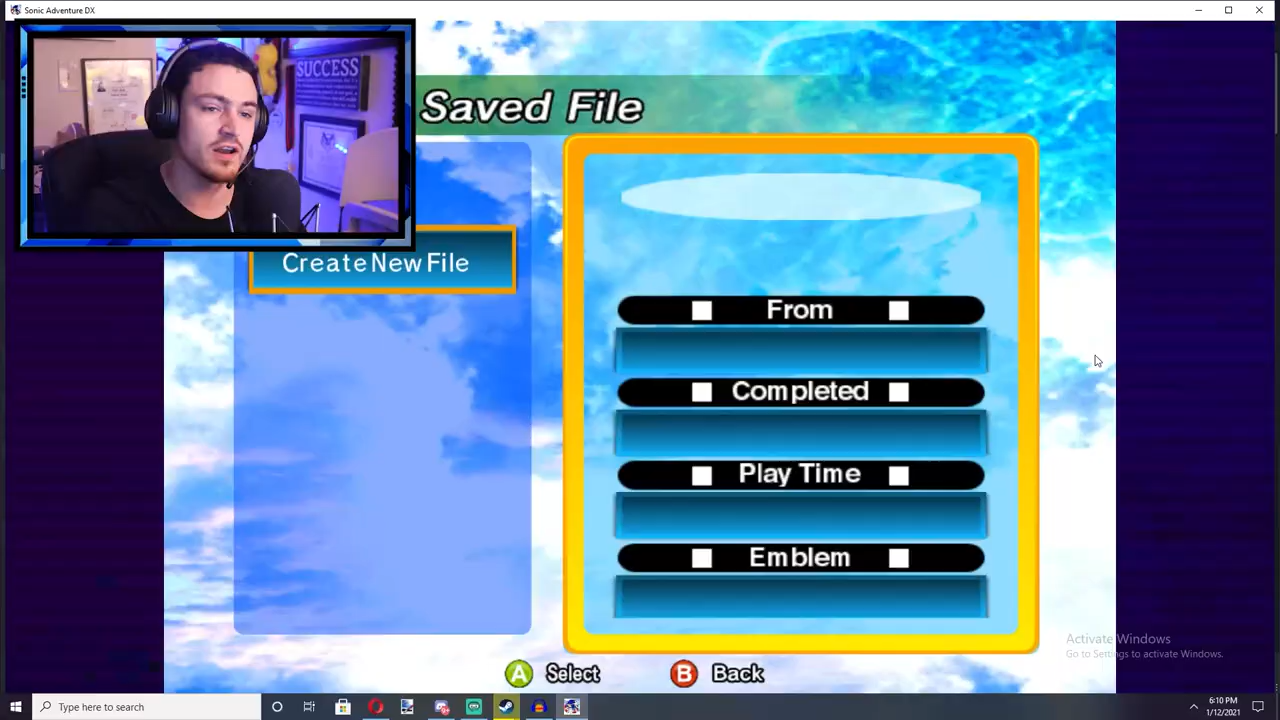 Sonic Adventure DX
SUCCESS
Saved File
Create New File
From
Completed
Play Time
Emblem
Activate Windows
Go to Settings to activate Windows.
A Select
B Back
Type here to search
6:10 PM
1/12/2021